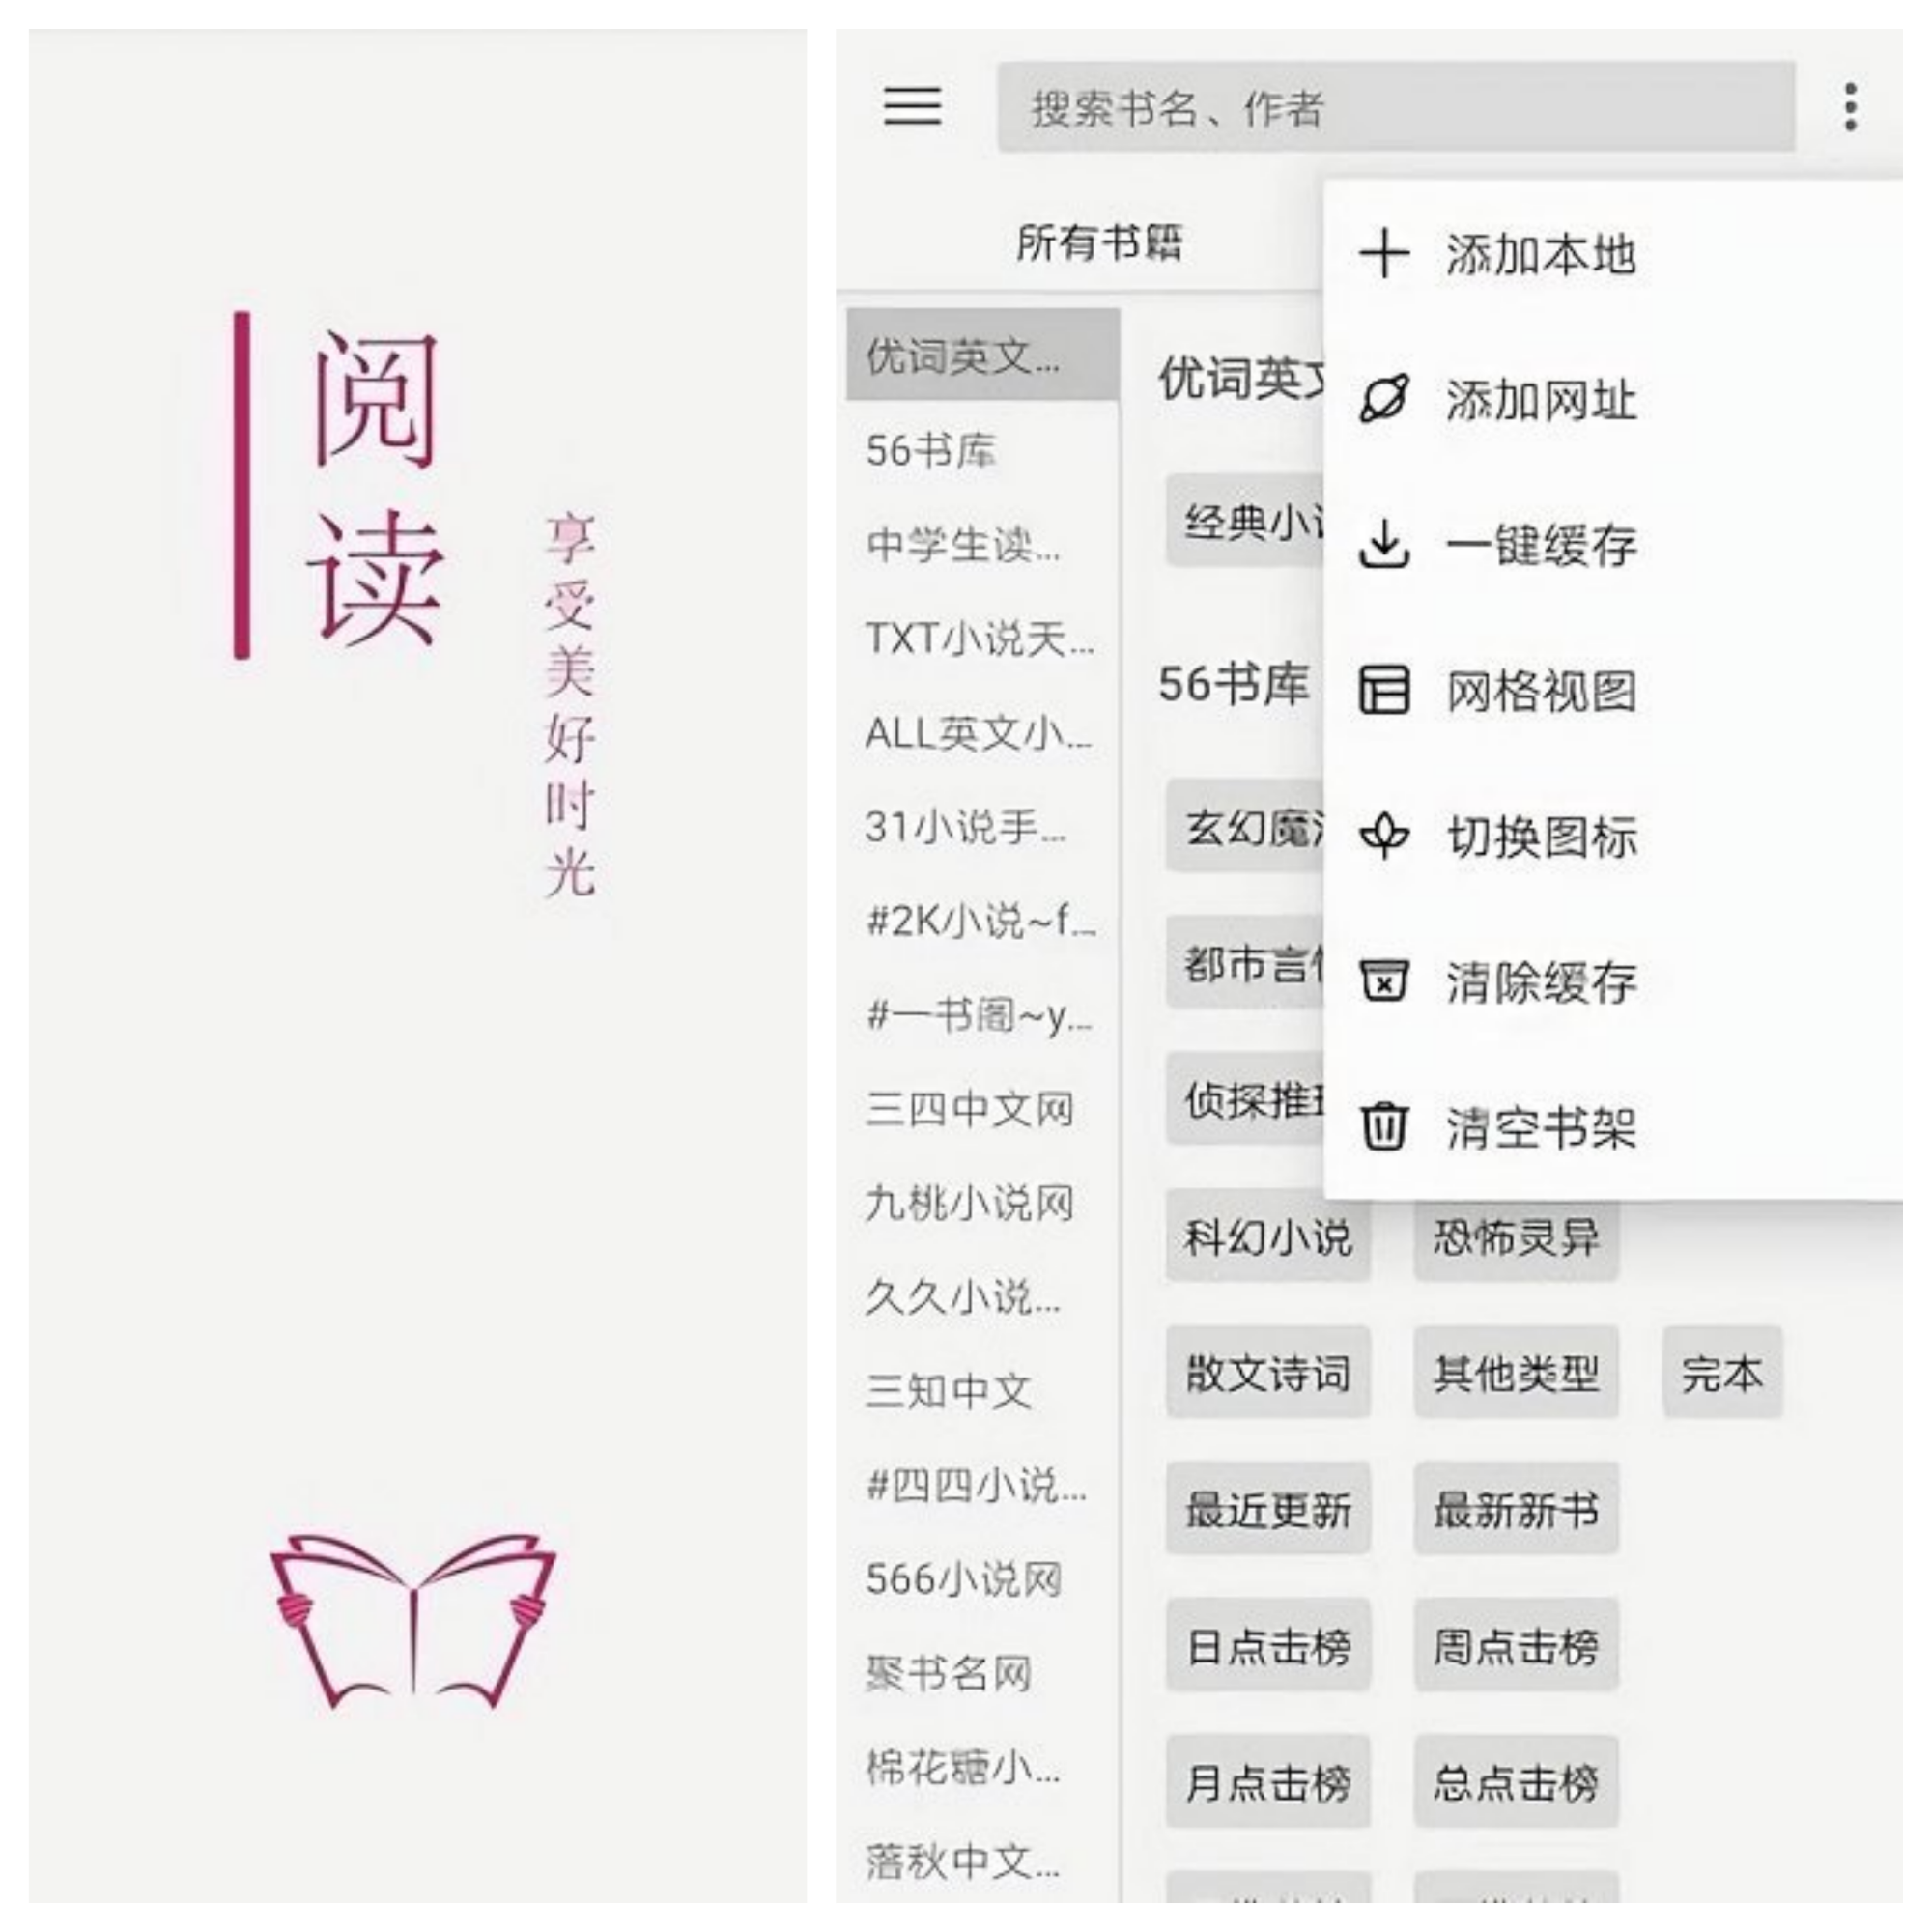 阅读
享受美好时光
搜索书名、作者
所有书籍
添加本地
添加网址
一键缓存
网格视图
切换图标
清除缓存
清空书架
优词英文...
56书库
中学生读...
TXT小说天...
ALL英文小...
31小说手...
#2K小说~f...
#一书阁~y...
三四中文网
九桃小说网
久久小说...
三知中文
#四四小说...
566小说网
聚书名网
棉花糖小...
落秋中文...
优词英文
经典小说
56书库
玄幻魔
都市言
侦探推
科幻小说 恐怖灵异
散文诗词 其他类型 完本
最近更新 最新新书
日点击榜 周点击榜
月点击榜 总点击榜